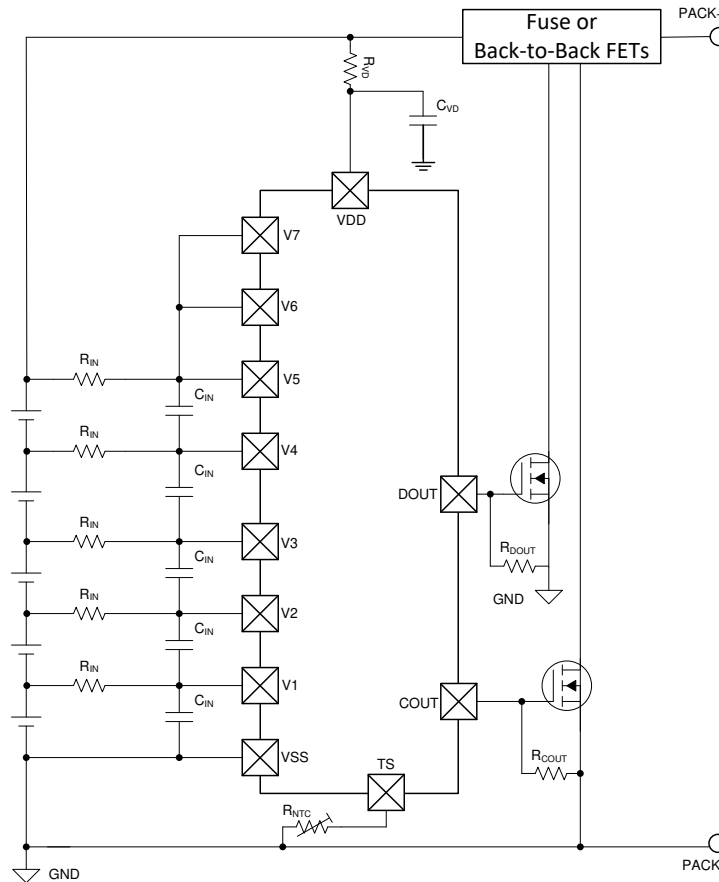 Fuse or
Back-to-Back FETs
PACK-
RVD
CVD
VDD
V7
V6
RIN
V5
CIN
RIN
V4
CIN
DOUT
RIN
V3
CIN
RDOUT
GND
RIN
V2
CIN
RIN
V1
COUT
CIN
VSS
TS
RCOUT
RNTC
GND
PACK